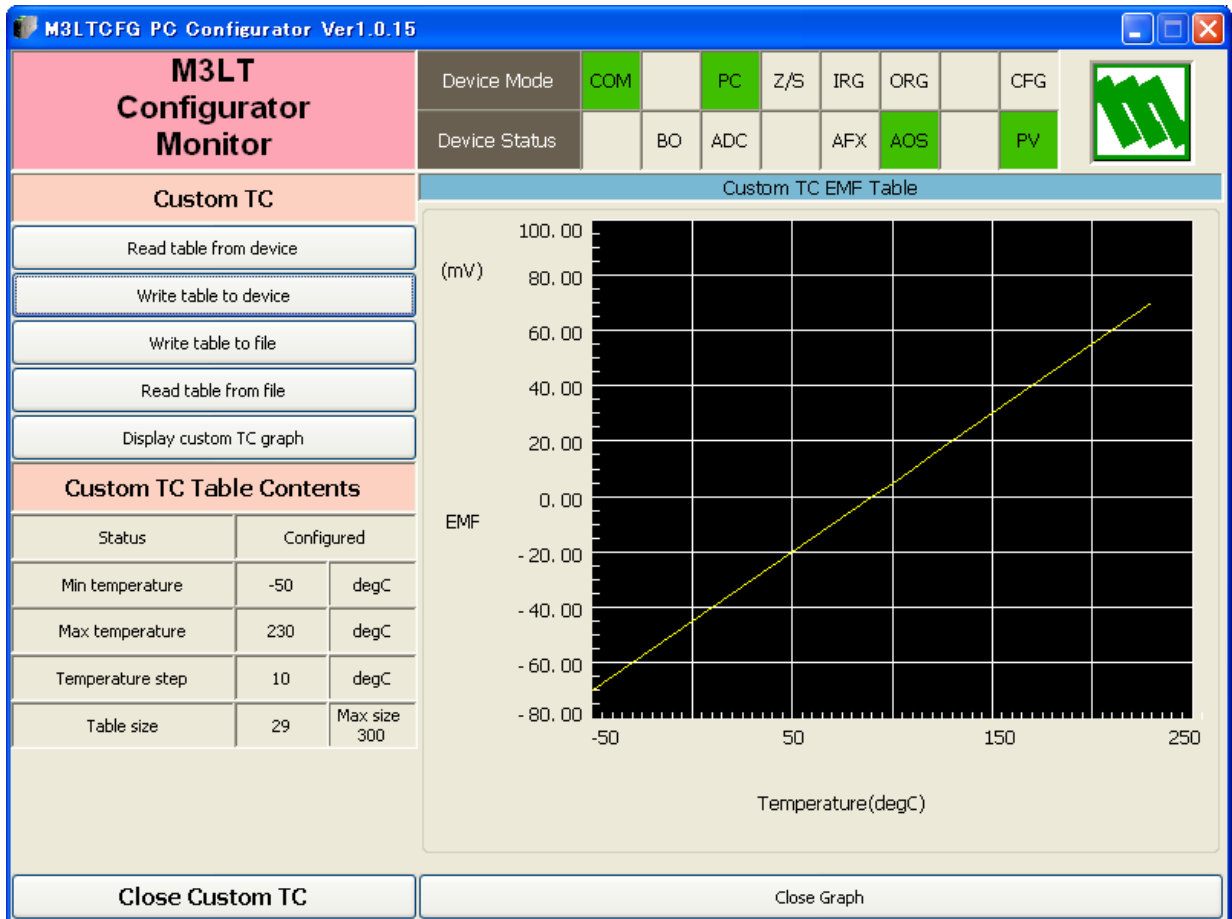 M3LTCFG PC Configurator Ver1.0.15
M3LT
Configurator
Monitor
Device Mode COM PC Z/S IRG ORG CFG
Device Status BO ADC AFX AOS PV
Custom TC
Read table from device
Write table to device
Write table to file
Read table from file
Display custom TC graph
Custom TC Table Contents
Status Configured
Min temperature -50 degC
Max temperature 230 degC
Temperature step 10 degC
Table size 29 Max size
300
Close Custom TC
Custom TC EMF Table
100.00
(mV)
80.00
60.00
40.00
20.00
0.00
EMF
-20.00
-40.00
-60.00
-80.00
-50 50 150 250
Temperature(degC)
Close Graph